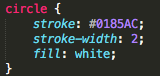 circle {
    stroke: #0185AC;
    stroke-width: 2;
    fill: white;
}